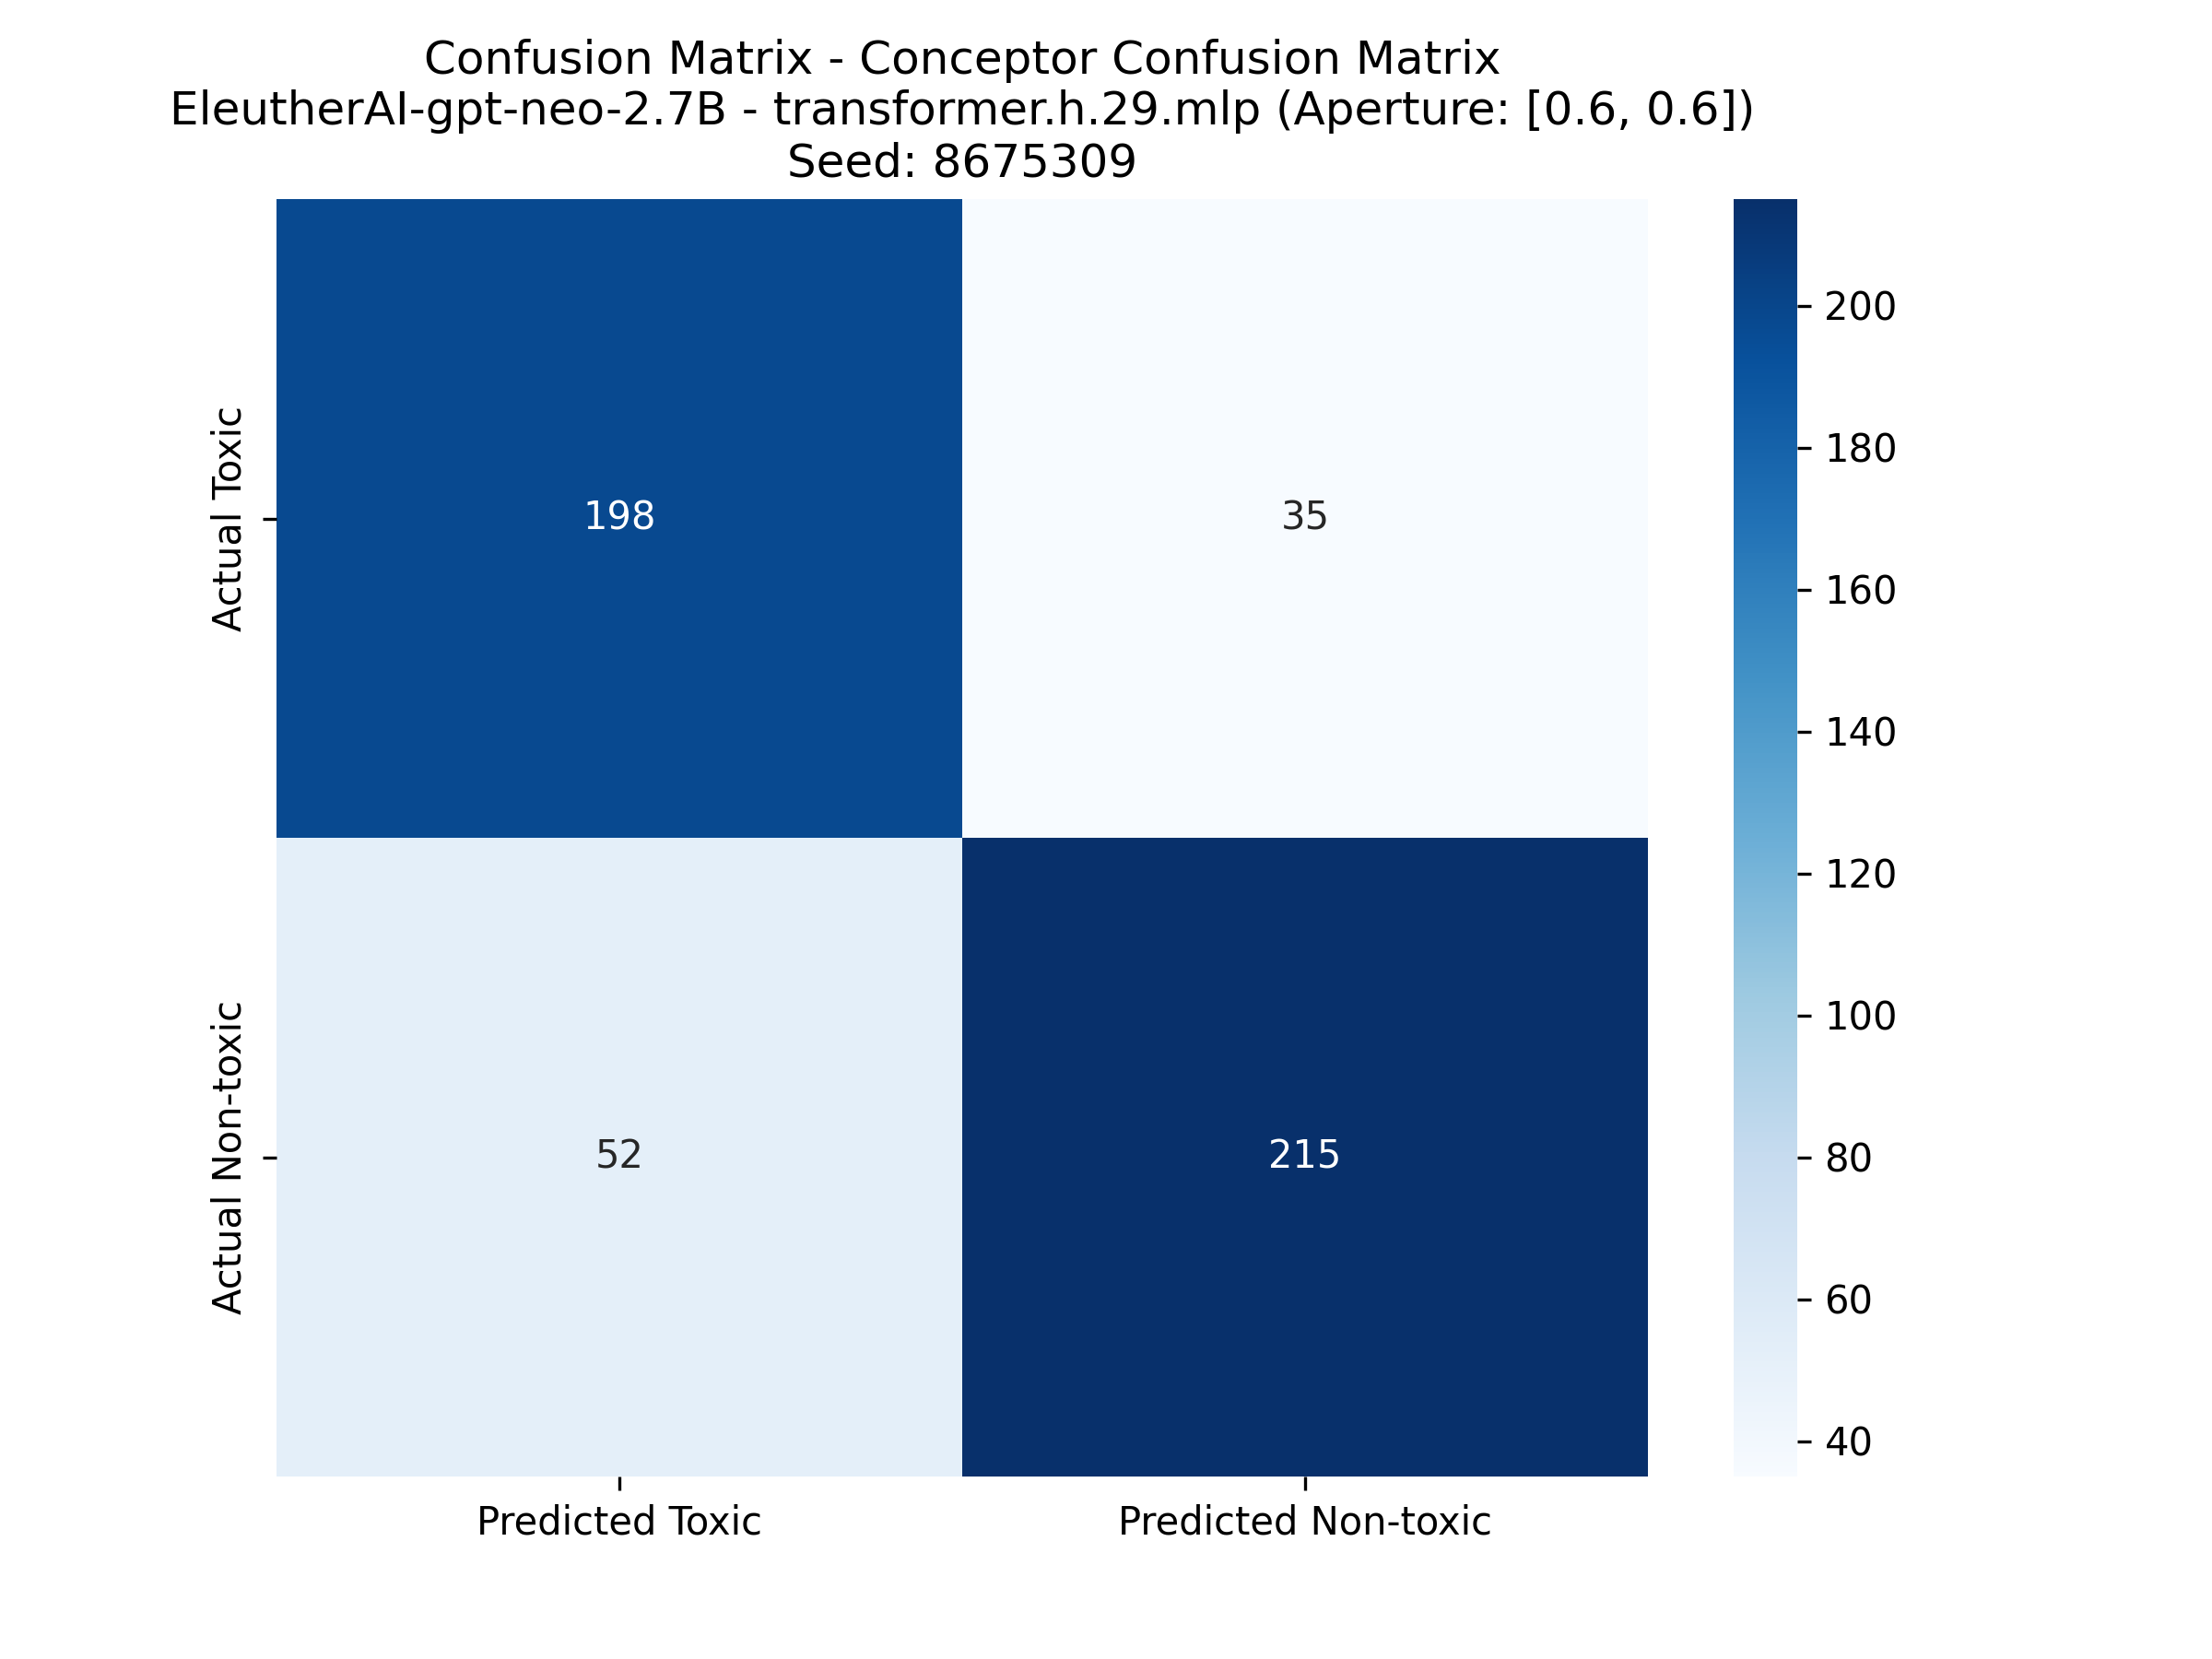 Confusion Matrix - Conceptor Confusion Matrix
EleutherAI-gpt-neo-2.7B - transformer.h.29.mlp (Aperture: [0.6, 0.6])
Seed: 8675309
Actual Toxic
198
35
Actual Non-toxic
52
215
Predicted Toxic
Predicted Non-toxic
200
180
160
140
120
100
80
60
40